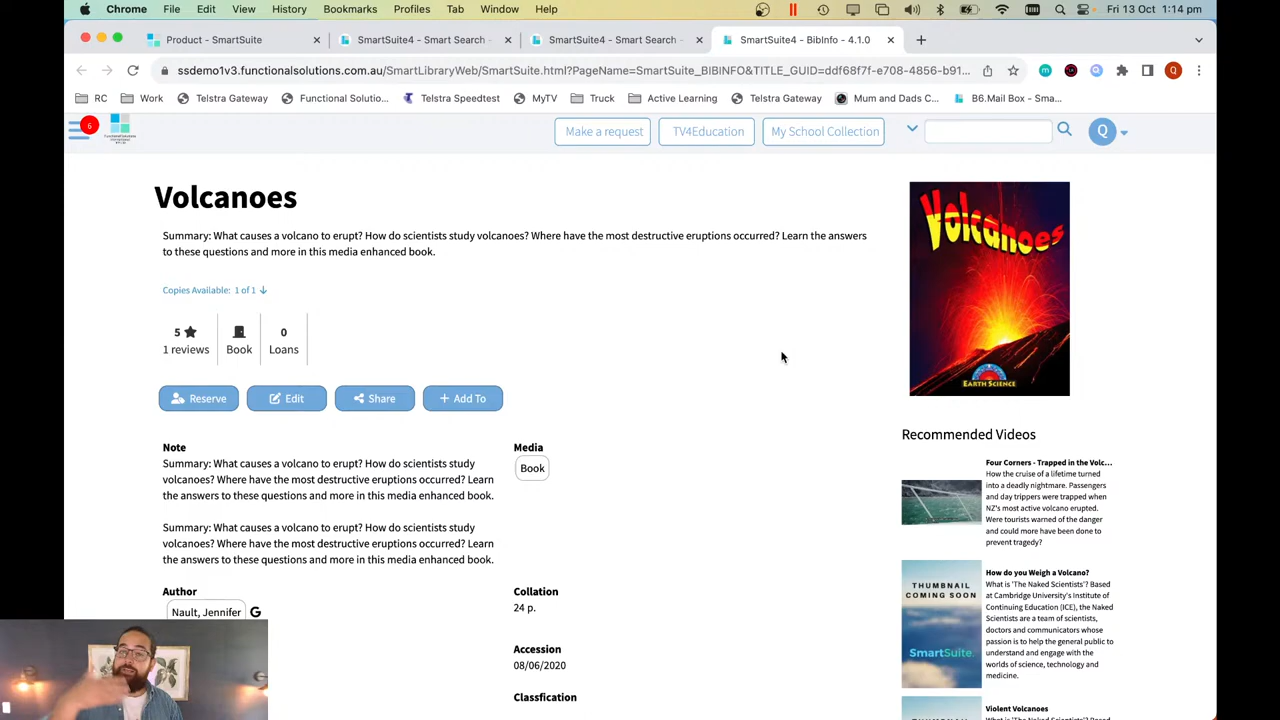 Chrome File Edit View History Bookmarks Profiles Tab Window Help Fri 13 Oct 1:14 pm
Product - SmartSuite SmartSuite4 - Smart Search - SmartSuite4 - Smart Search - SmartSuite4 - BibInfo - 4.1.0
ssdemo1v3.functionalsolutions.com.au/SmartLibraryWeb/SmartSuite.html?PageName=SmartSuite_BIBINFO&TITLE_GUID=ddf68f7f-e708-4856-b91...
RC Work Telstra Gateway Functional Solutio... Telstra Speedtest MyTV Truck Active Learning Telstra Gateway Mum and Dads C... B6.Mail Box - Sma...
6 Make a request TV4Education My School Collection Q
Volcanoes
Summary: What causes a volcano to erupt? How do scientists study volcanoes? Where have the most destructive eruptions occurred? Learn the answers
to these questions and more in this media enhanced book.
Copies Available: 1 of 1
5
1 reviews
Book
0
Loans
Reserve Edit Share Add To
Note
Summary: What causes a volcano to erupt? How do scientists study
volcanoes? Where have the most destructive eruptions occurred? Learn
the answers to these questions and more in this media enhanced book.
Summary: What causes a volcano to erupt? How do scientists study
volcanoes? Where have the most destructive eruptions occurred? Learn
the answers to these questions and more in this media enhanced book.
Author
Nault, Jennifer
Media
Book
Collation
24 p.
Accession
08/06/2020
Classfication
Volcanoes
EARTH SCIENCE
Recommended Videos
Four Corners - Trapped in the Volc...
How the cruise of a lifetime turned
into a deadly nightmare. Passengers
and day trippers were trapped when
NZ's most active volcano erupted.
Were tourists warned of the danger
and could more have been done to
prevent tragedy?
THUMBNAIL
COMING SOON
SmartSuite.
How do you Weigh a Volcano?
What is 'The Naked Scientists'? Based
at Cambridge University's Institute of
Continuing Education (ICE), the Naked
Scientists are a team of scientists,
doctors and communicators whose
passion is to help the general public to
understand and engage with the
worlds of science, technology and
medicine.
Violent Volcanoes